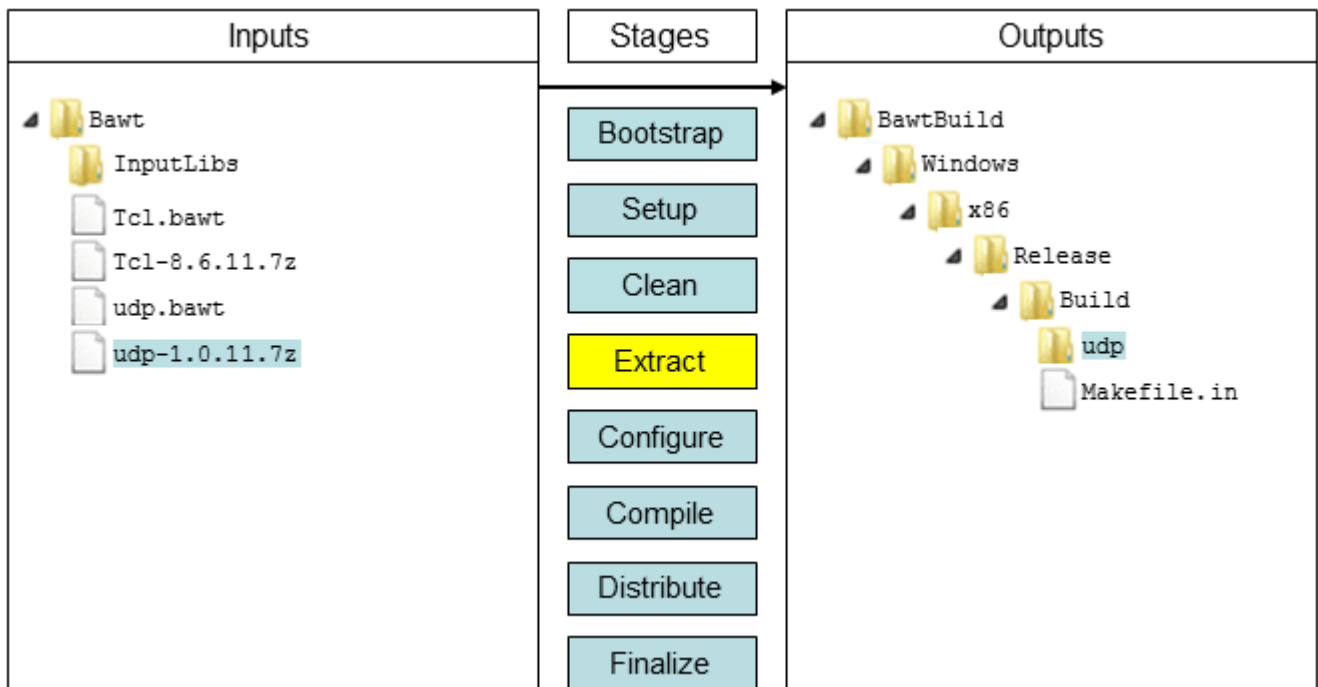 Inputs
Stages
Outputs
Bawt
InputLibs
Tcl.bawt
Tcl-8.6.11.7z
udp.bawt
udp-1.0.11.7z
Bootstrap
Setup
Clean
Extract
Configure
Compile
Distribute
Finalize
BawtBuild
Windows
x86
Release
Build
udp
Makefile.in